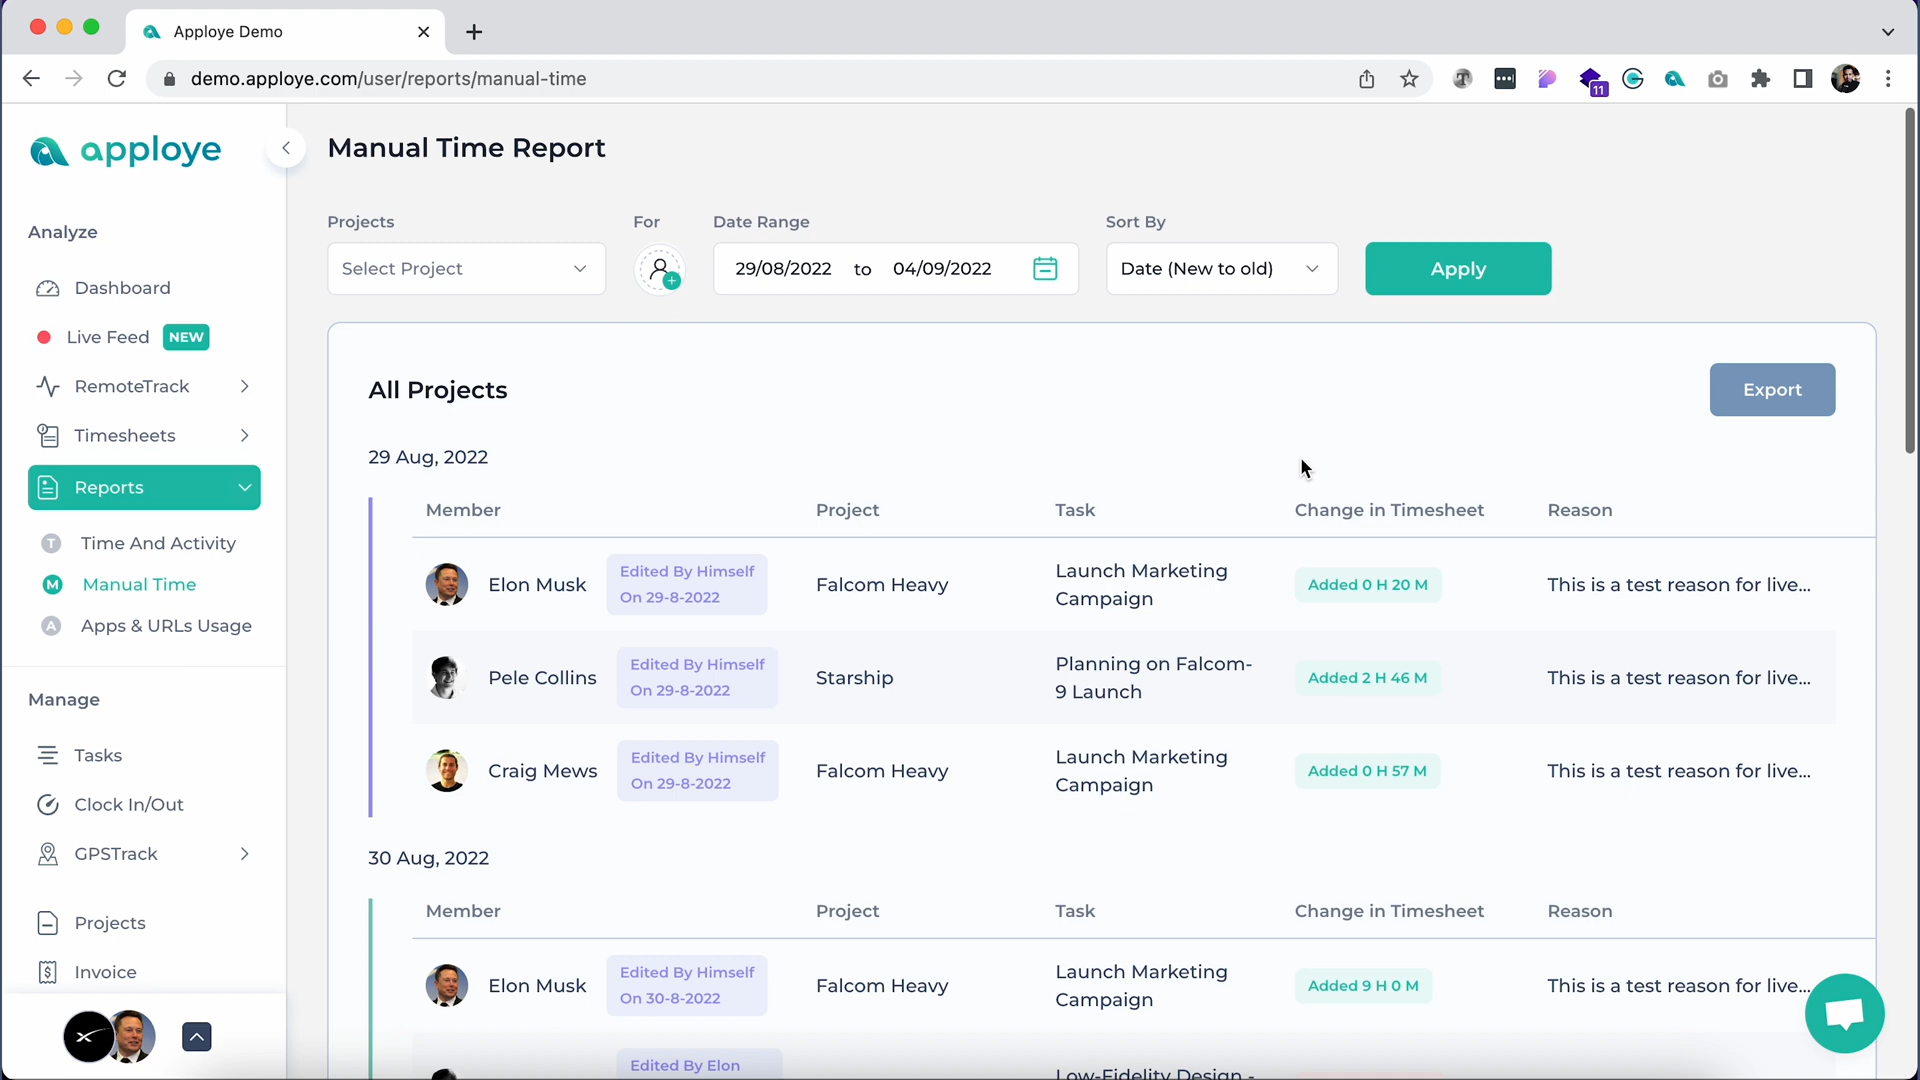 Apploye Demo
demo.apploye.com/user/reports/manual-time
11
apploye
Manual Time Report
Projects
For
Date Range
Sort By
Select Project
29/08/2022 to 04/09/2022
Date (New to old)
Apply
Analyze
Dashboard
Live Feed NEW
RemoteTrack
Timesheets
Reports
T Time And Activity
M Manual Time
A Apps & URLs Usage
Manage
Tasks
Clock In/Out
GPSTrack
Projects
Invoice
All Projects
Export
29 Aug, 2022
Member Project Task Change in Timesheet Reason
Elon Musk
Edited By Himself
On 29-8-2022
Falcom Heavy
Launch Marketing
Campaign
Added 0 H 20 M
This is a test reason for live...
Pele Collins
Edited By Himself
On 29-8-2022
Starship
Planning on Falcom-
9 Launch
Added 2 H 46 M
This is a test reason for live...
Craig Mews
Edited By Himself
On 29-8-2022
Falcom Heavy
Launch Marketing
Campaign
Added 0 H 57 M
This is a test reason for live...
30 Aug, 2022
Member Project Task Change in Timesheet Reason
Elon Musk
Edited By Himself
On 30-8-2022
Falcom Heavy
Launch Marketing
Campaign
Added 9 H 0 M
This is a test reason for live...
Edited By Elon
Low-Fidelity Design -